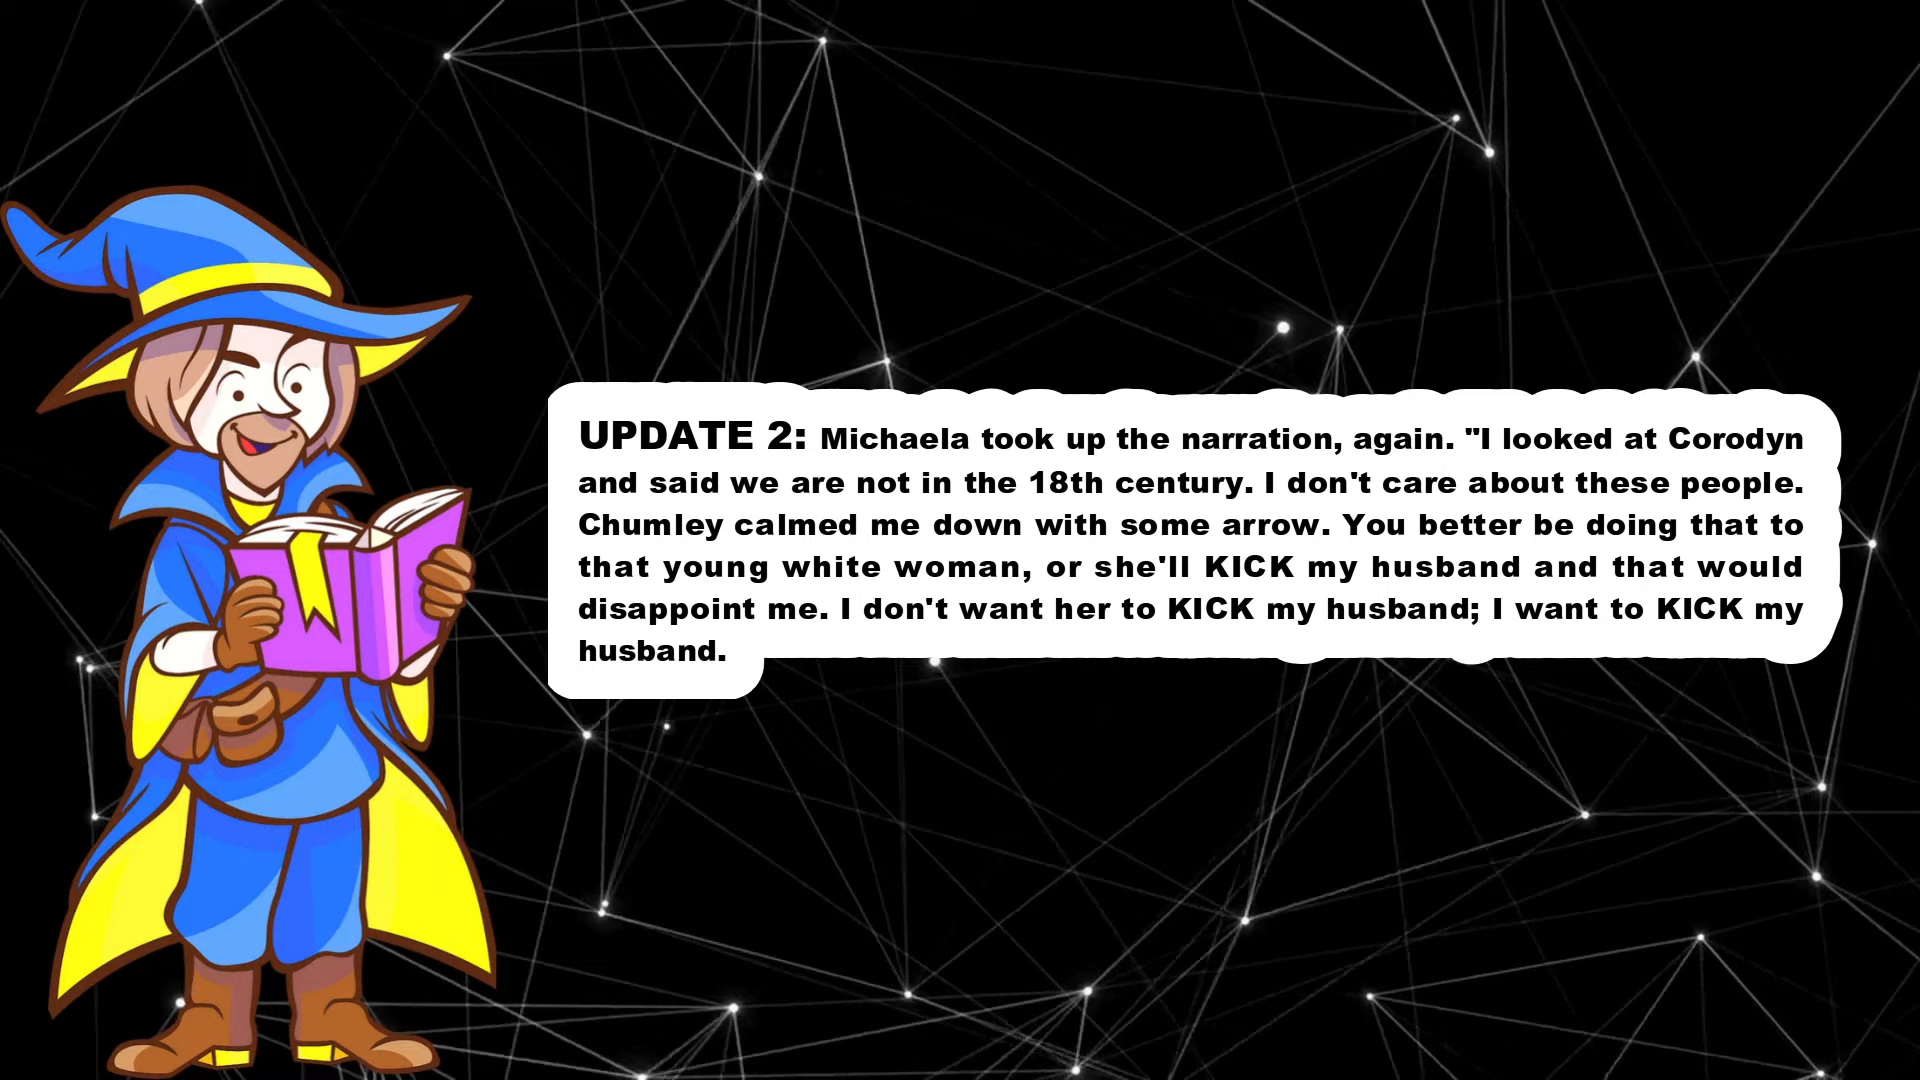 UPDATE 2: Michaela took up the narration, again. "I looked at Corodyn
and said we are not in the 18th century. I don't care about these people.
Chumley calmed me down with some arrow. You better be doing that to
that young white woman, or she'll KICK my husband and that would
disappoint me. I don't want her to KICK my husband; I want to KICK my
husband.